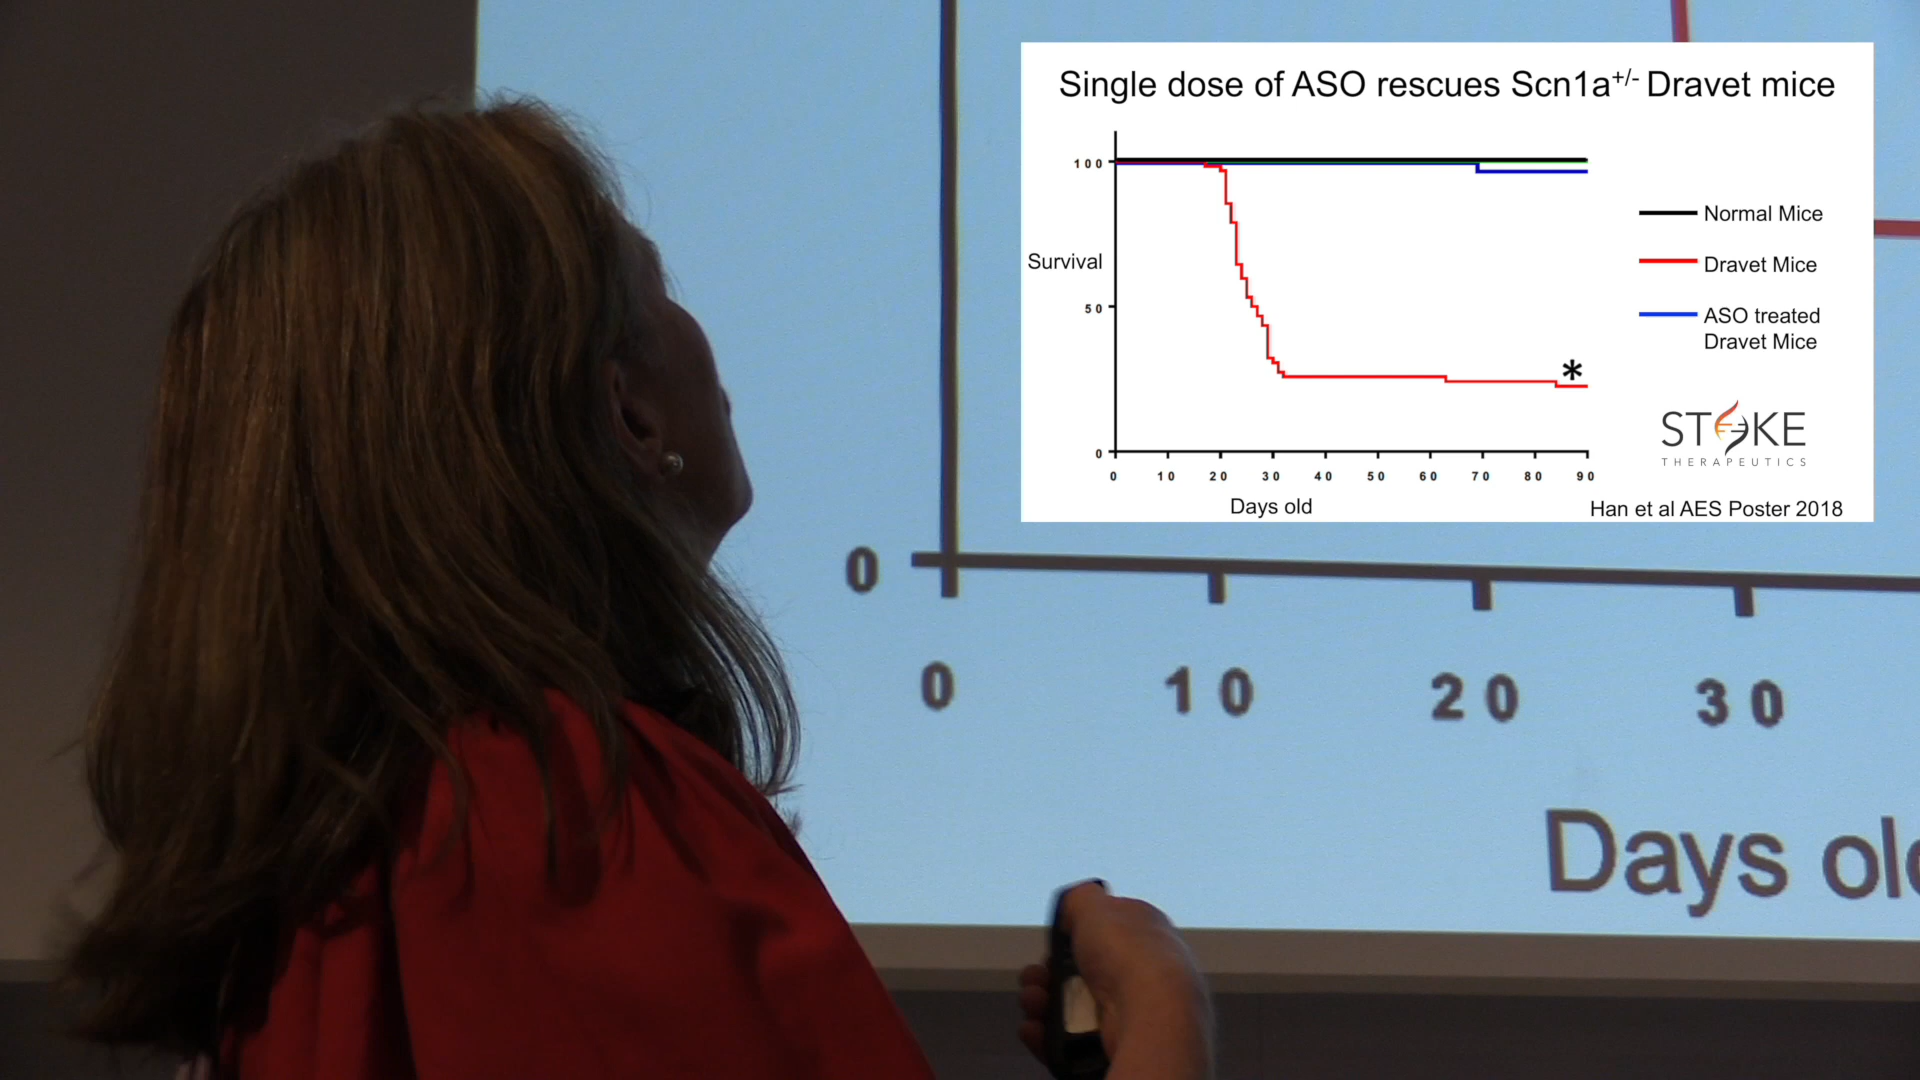 Single dose of ASO rescues Scn1a+/- Dravet mice
100
Survival
50
0
0 10 20 30 40 50 60 70 80 90
Days old
Normal Mice
Dravet Mice
ASO treated
Dravet Mice
*
STOKE
THERAPEUTICS
Han et al AES Poster 2018
0
0 10 20 30
Days old